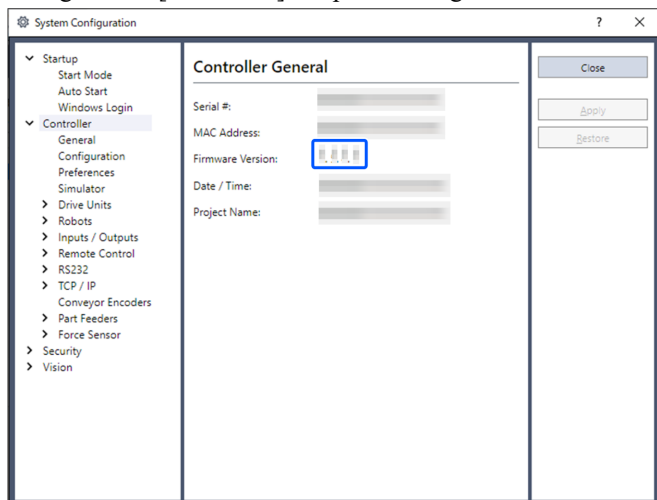 System Configuration
?
Startup
Start Mode
Auto Start
Windows Login
Controller
General
Configuration
Preferences
Simulator
Drive Units
Robots
Inputs / Outputs
Remote Control
RS232
TCP / IP
Conveyor Encoders
Part Feeders
Force Sensor
Security
Vision
Controller General
Serial #:
MAC Address:
Firmware Version:
Date / Time:
Project Name:
Close
Apply
Restore